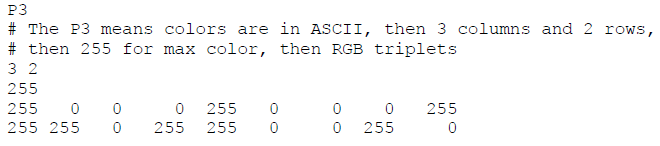 P3
# The P3 means colors are in ASCII, then 3 columns and 2 rows,
# then 255 for max color, then RGB triplets
3 2
255
255 0 0 0 255 0 0 0 255
255 255 0 255 255 0 0 255 0